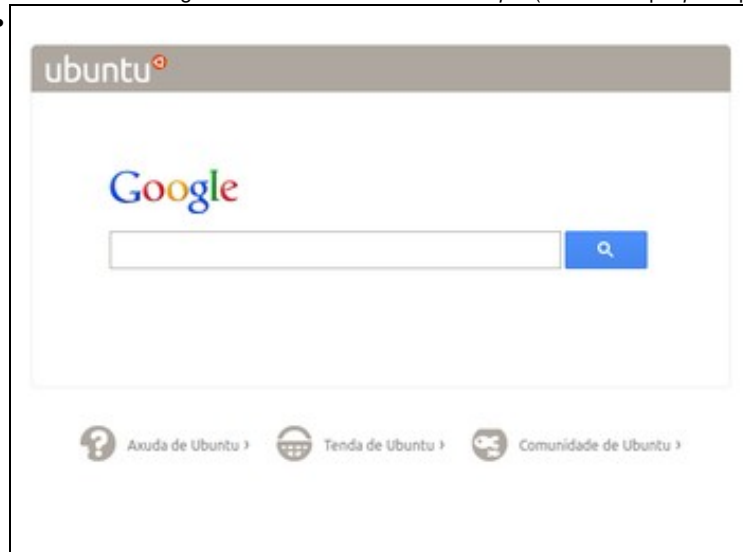 ubuntu
Google
Axuda de Ubuntu ›
Tenda de Ubuntu ›
Comunidade de Ubuntu ›